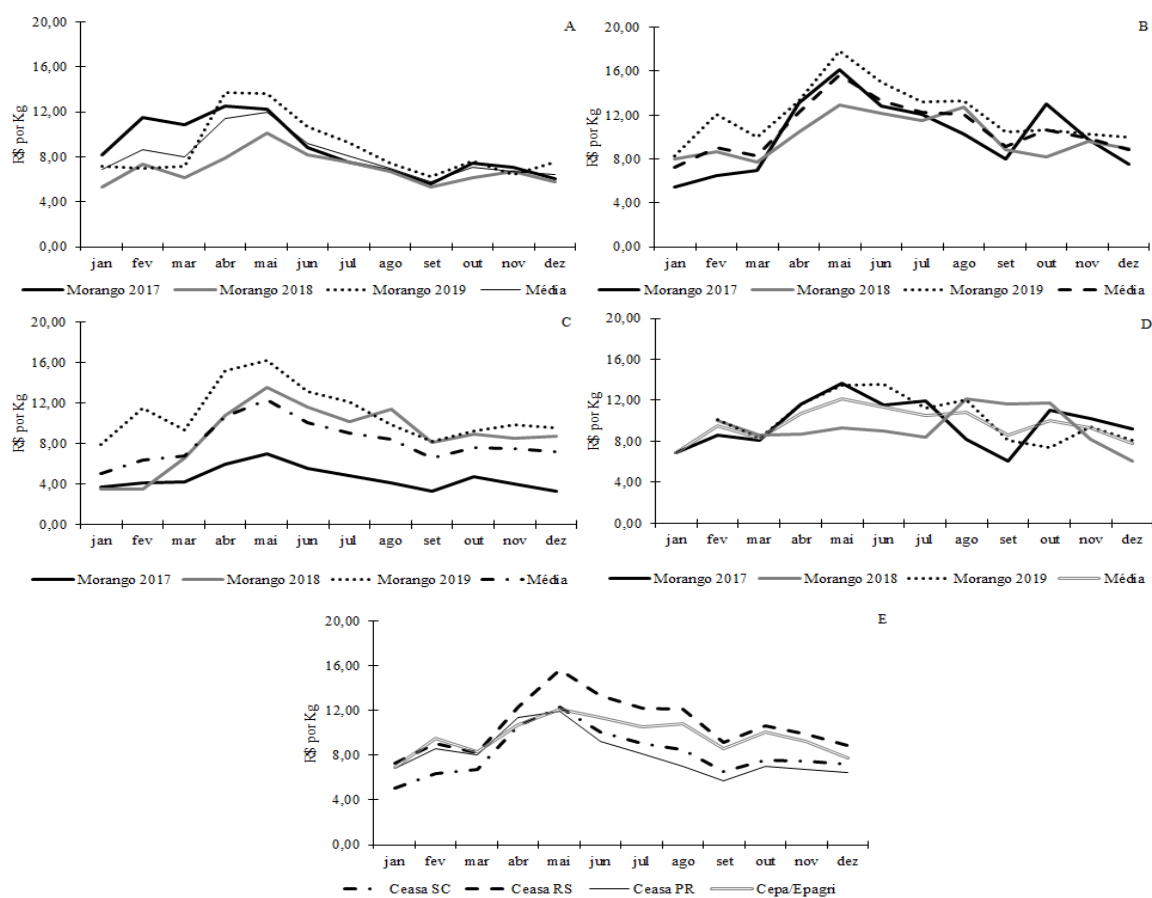 A
20,00
16,00
12,00
8,00
4,00
0,00
R$ por Kg
jan fev mar abr mai jun jul ago set out nov dez
Morango 2017 Morango 2018 Morango 2019 Média
B
20,00
16,00
12,00
8,00
4,00
0,00
R$ por Kg
jan fev mar abr mai jun jul ago set out nov dez
Morango 2017 Morango 2018 Morango 2019 Média
C
20,00
16,00
12,00
8,00
4,00
0,00
R$ por Kg
jan fev mar abr mai jun jul ago set out nov dez
Morango 2017 Morango 2018 Morango 2019 Média
D
20,00
16,00
12,00
8,00
4,00
0,00
R$ por Kg
jan fev mar abr mai jun jul ago set out nov dez
Morango 2017 Morango 2018 Morango 2019 Média
E
20,00
16,00
12,00
8,00
4,00
0,00
R$ por Kg
jan fev mar abr mai jun jul ago set out nov dez
Ceasa SC Ceasa RS Ceasa PR Cepa/Epagri